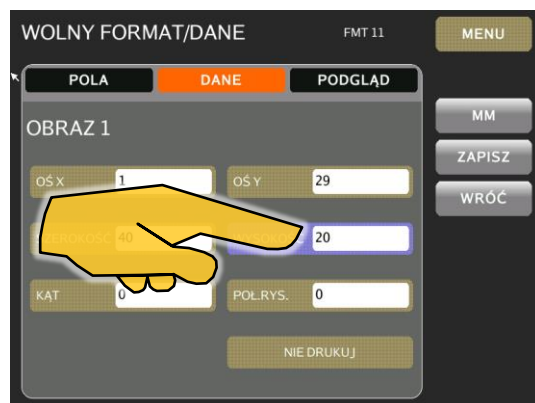 WOLNY FORMAT/DANE FMT 11 MENU
POLA DANE PODGLĄD
OBRAZ 1
MM
ZAPISZ
WRÓĆ
OŚ X 1 OŚ Y 29
40 20
KĄT 0 POŁ.RYS. 0
NIE DRUKUJ